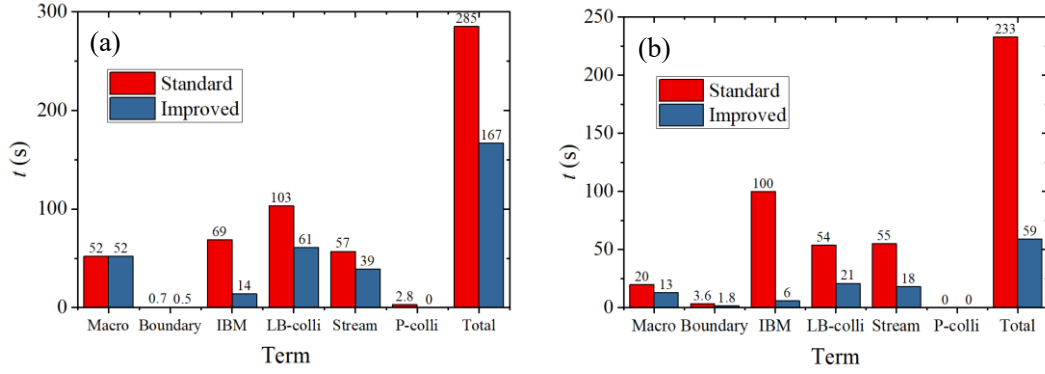 (a)
Standard
Improved
t (s)
300
200
100
0
52 52
0.7 0.5
69 14
103 61
57 39
2.8 0
285 167
Macro Boundary IBM LB-colli Stream P-colli Total
Term
(b)
Standard
Improved
t (s)
250
200
150
100
50
0
20 13
3.6 1.8
100 6
54 21
55 18
0 0
233 59
Macro Boundary IBM LB-colli Stream P-colli Total
Term